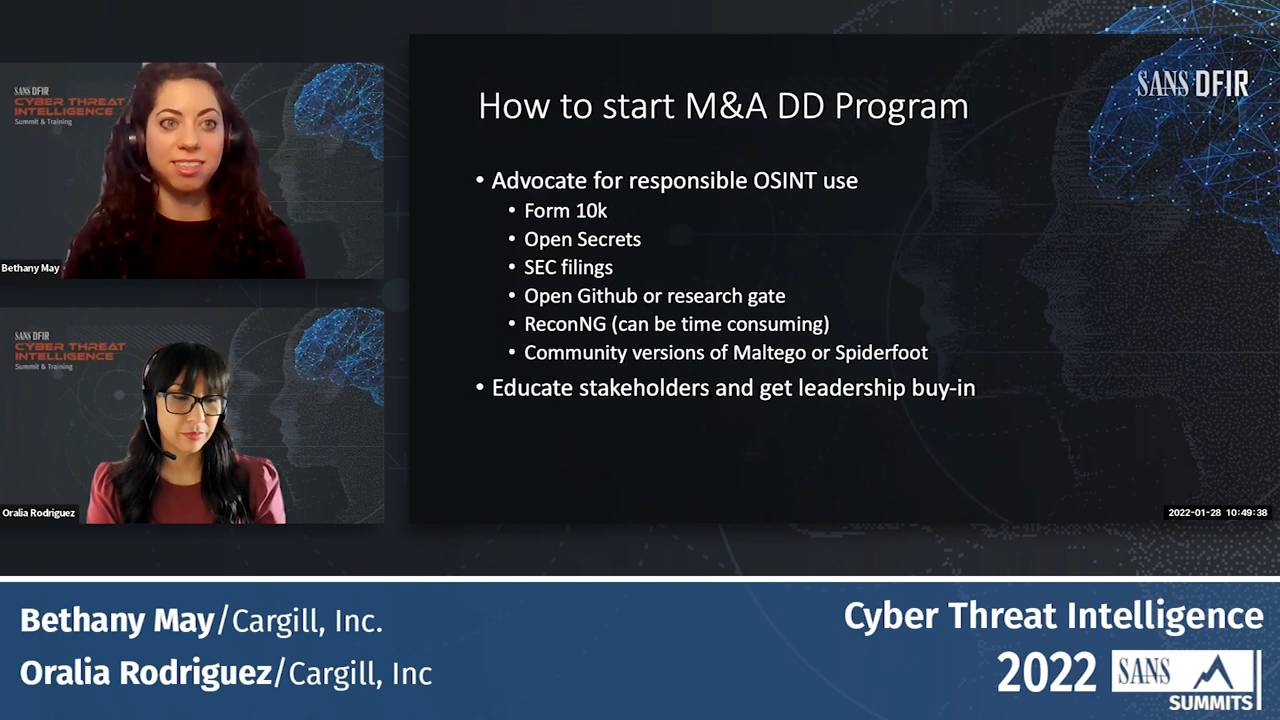 SANS DFIR
CYBER THREAT
INTELLIGENCE
Summit & Training
Bethany May
SANS DFIR
CYBER THREAT
INTELLIGENCE
Summit & Training
Oralia Rodriguez
SANS DFIR
How to start M&A DD Program
• Advocate for responsible OSINT use
• Form 10k
• Open Secrets
• SEC filings
• Open Github or research gate
• ReconNG (can be time consuming)
• Community versions of Maltego or Spiderfoot
• Educate stakeholders and get leadership buy-in
2022-01-28 10:49:38
Bethany May/Cargill, Inc.
Oralia Rodriguez/Cargill, Inc
Cyber Threat Intelligence
2022 SANS
SUMMITS